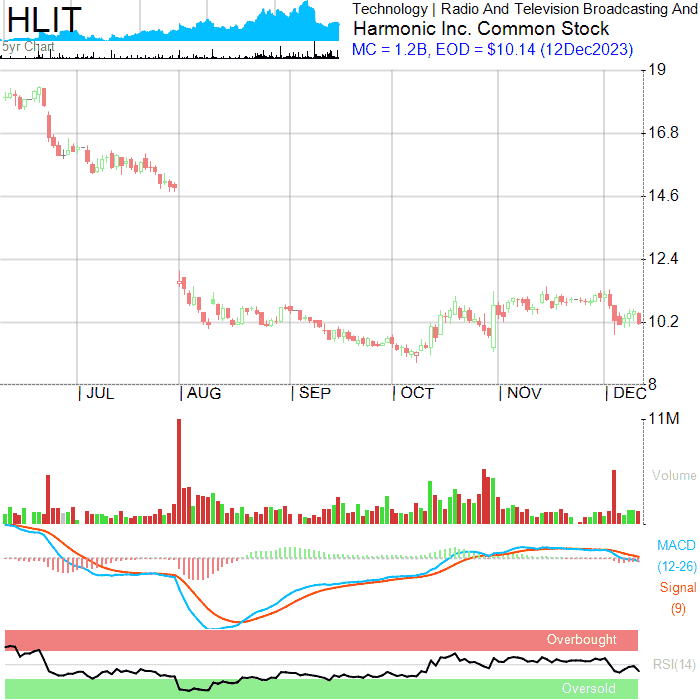 HLIT
5yr Chart
Technology | Radio And Television Broadcasting And
Harmonic Inc. Common Stock
MC = 1.2B, EOD = $10.14 (12Dec2023)
19
16.8
14.6
12.4
10.2
8
JUL
AUG
SEP
OCT
NOV
DEC
11M
Volume
MACD
(12-26)
Signal
(9)
Overbought
RSI(14)
Oversold